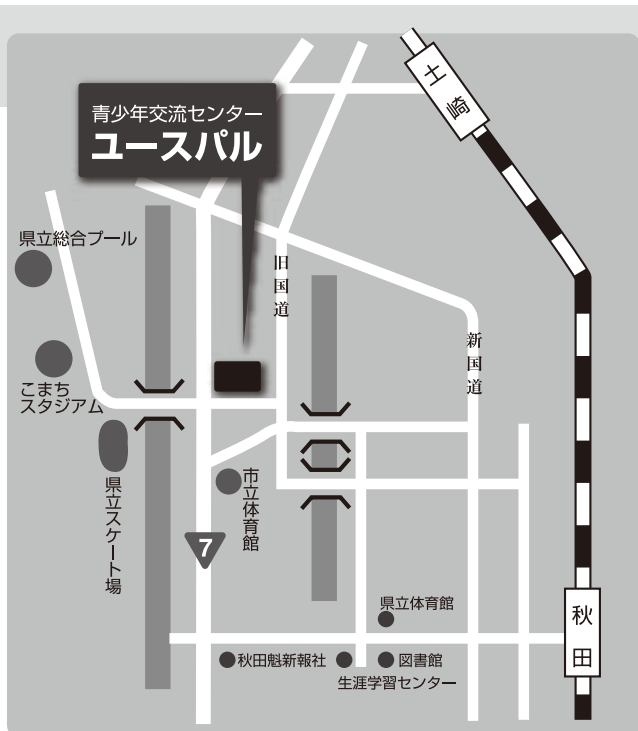 土崎
青少年交流センター
ユースパル
県立総合プール
旧国道
新国道
こまち
スタジアム
県立スケート場
市立体育館
7
県立体育館
秋田
秋田魁新報社
図書館
生涯学習センター